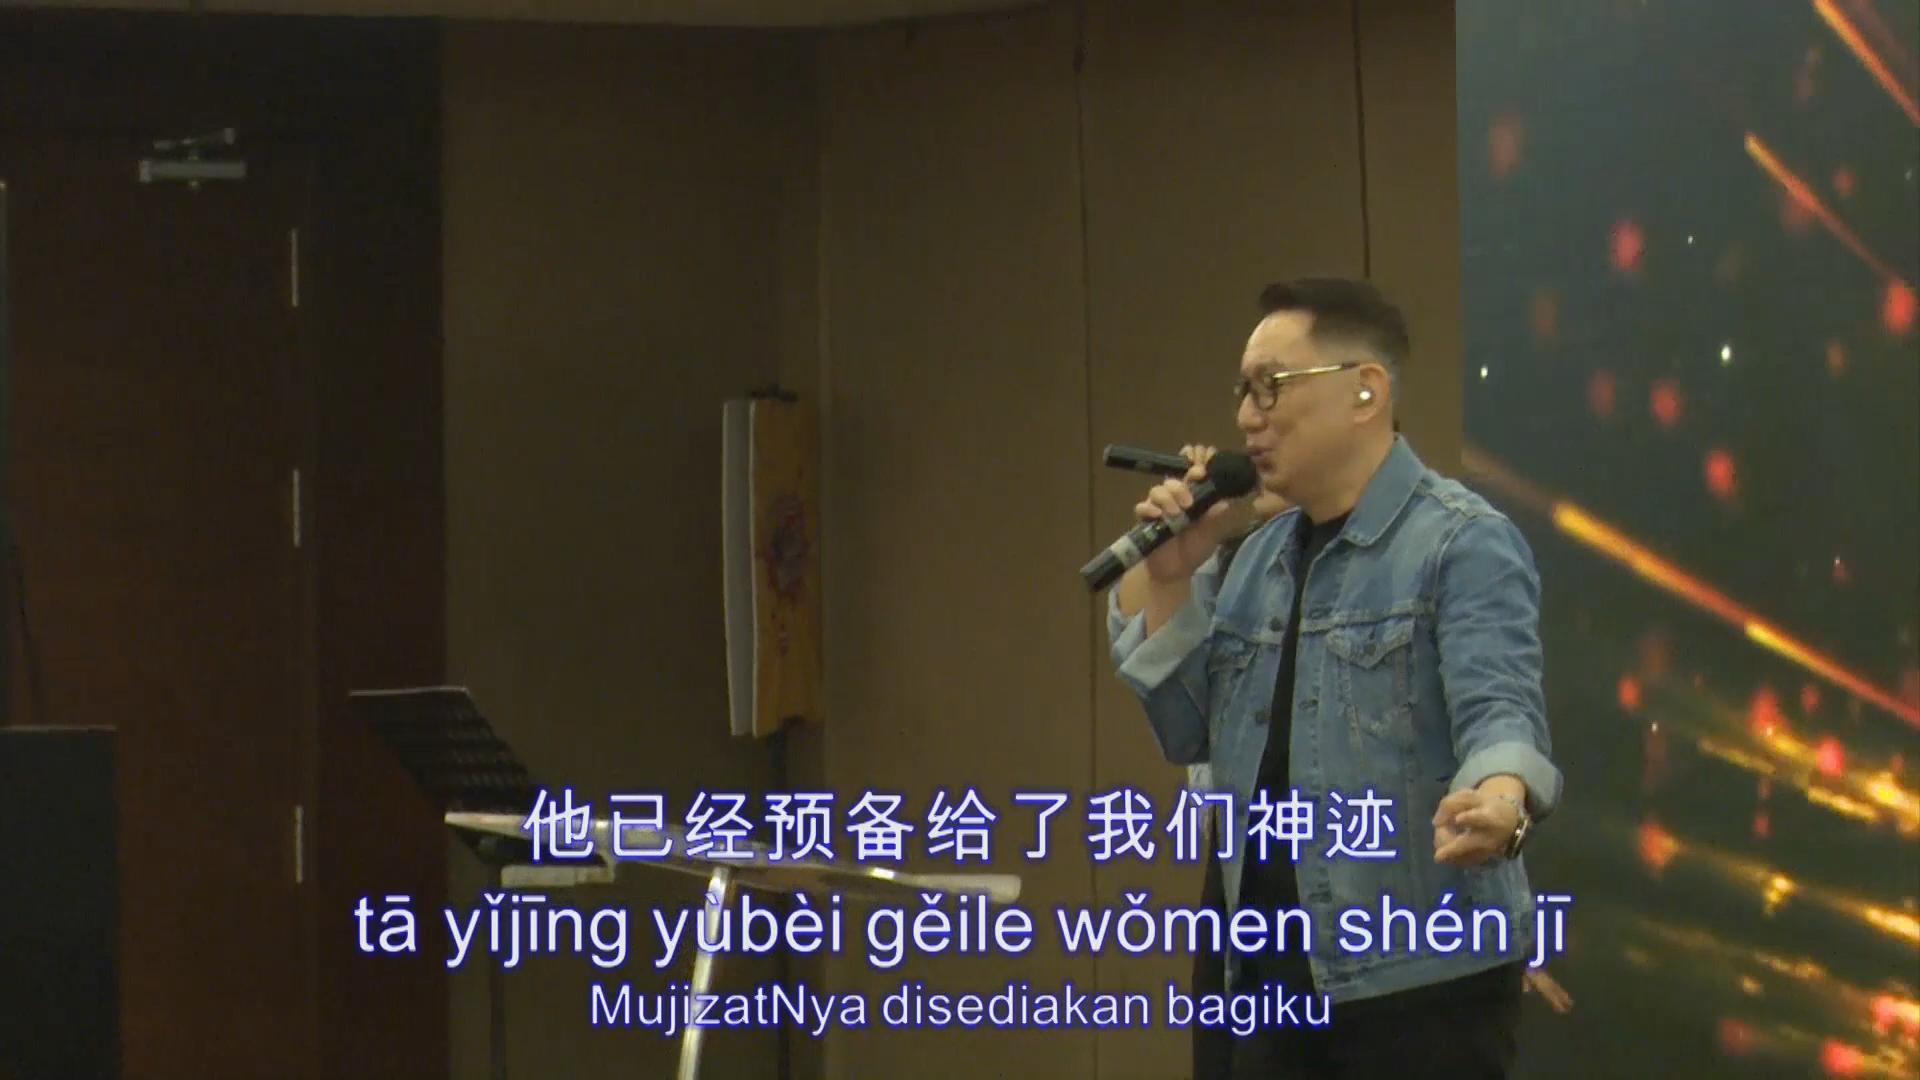 他已经预备给了我们神迹
tā yǐjīng yùbèi gěile wǒmen shén jī
MujizatNya disediakan bagiku